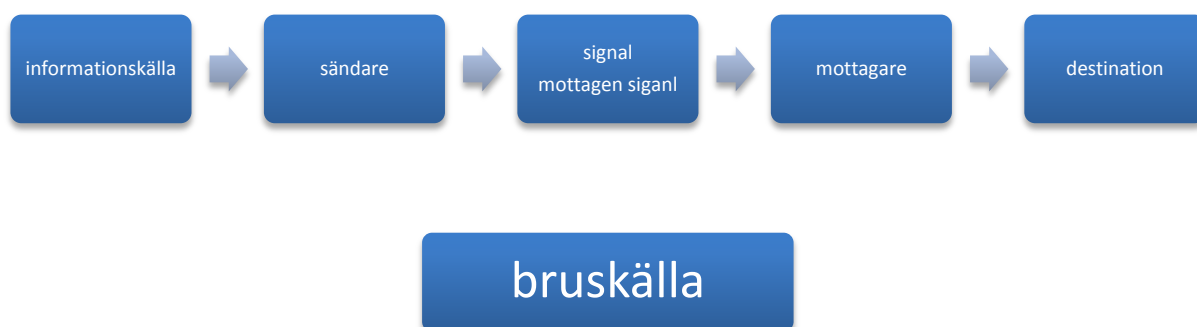 informationskälla
sändare
signal
mottagen siganl
mottagare
destination
bruskälla